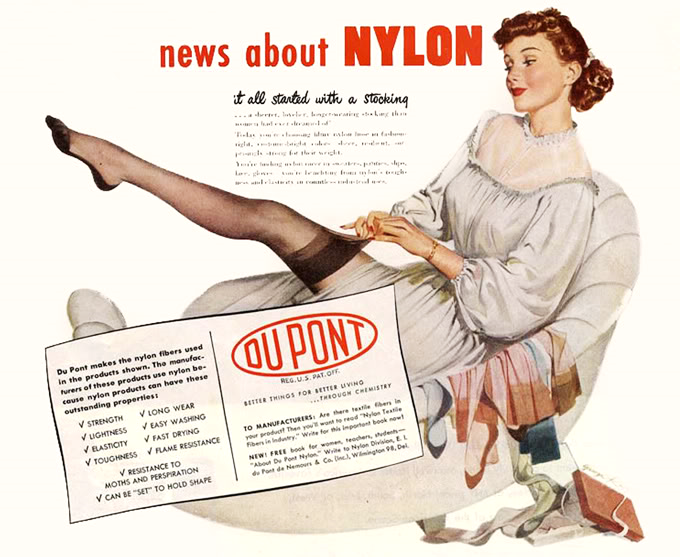 news about NYLON
it all started with a stocking
. . . a sheerer, lovelier, longer-wearing stocking than
women had ever dreamed of!
Today you're choosing filmy nylon hose in fashion-
right, costume-bright colors sheer, resilient, sur-
prisingly strong for their weight.
You're finding nylon in sweaters, panties, slips,
lace, gloves you're benefiting from nylon's tough-
ness and elasticity in countless industrial uses.
Du Pont makes the nylon fibers used
in the products shown. The manufac-
turers of these products use nylon be-
cause nylon products can have these
outstanding properties:
√ STRENGTH √ LONG WEAR
√ LIGHTNESS √ EASY WASHING
√ ELASTICITY √ FAST DRYING
√ TOUGHNESS √ FLAME RESISTANCE
√ RESISTANCE TO
MOTHS AND PERSPIRATION
√ CAN BE "SET" TO HOLD SHAPE
DU PONT
REG. U.S. PAT. OFF.
BETTER THINGS FOR BETTER LIVING
...THROUGH CHEMISTRY
TO MANUFACTURERS: Are there textile fibers in
your product? Then you'll want to read "Nylon Textile
Fibers in Industry." Write for this important book now!
NEW! FREE book for women, teachers, students—
"About Du Pont Nylon." Write to Nylon Division, E. I.
du Pont de Nemours & Co. (Inc.), Wilmington 98, Del.